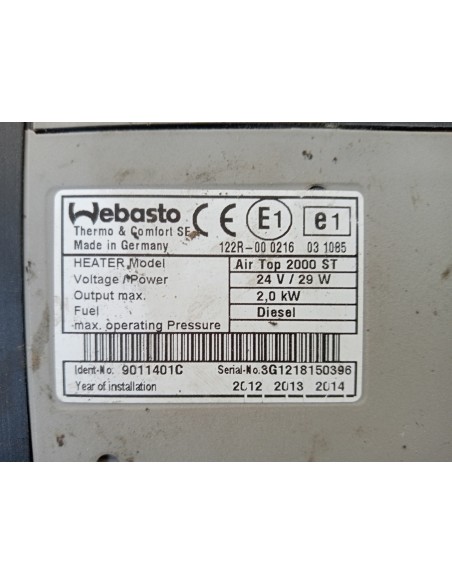 Webasto CE E1 e1
Thermo & Comfort SE
Made in Germany 122R-00 0216 03 1085
HEATER Model Air Top 2000 ST
Voltage / Power 24 V / 29 W
Output max. 2,0 kW
Fuel Diesel
max. operating Pressure
Ident-No: 9011401C Serial-No.3G1218150396
Year of installation 2012 2013 2014